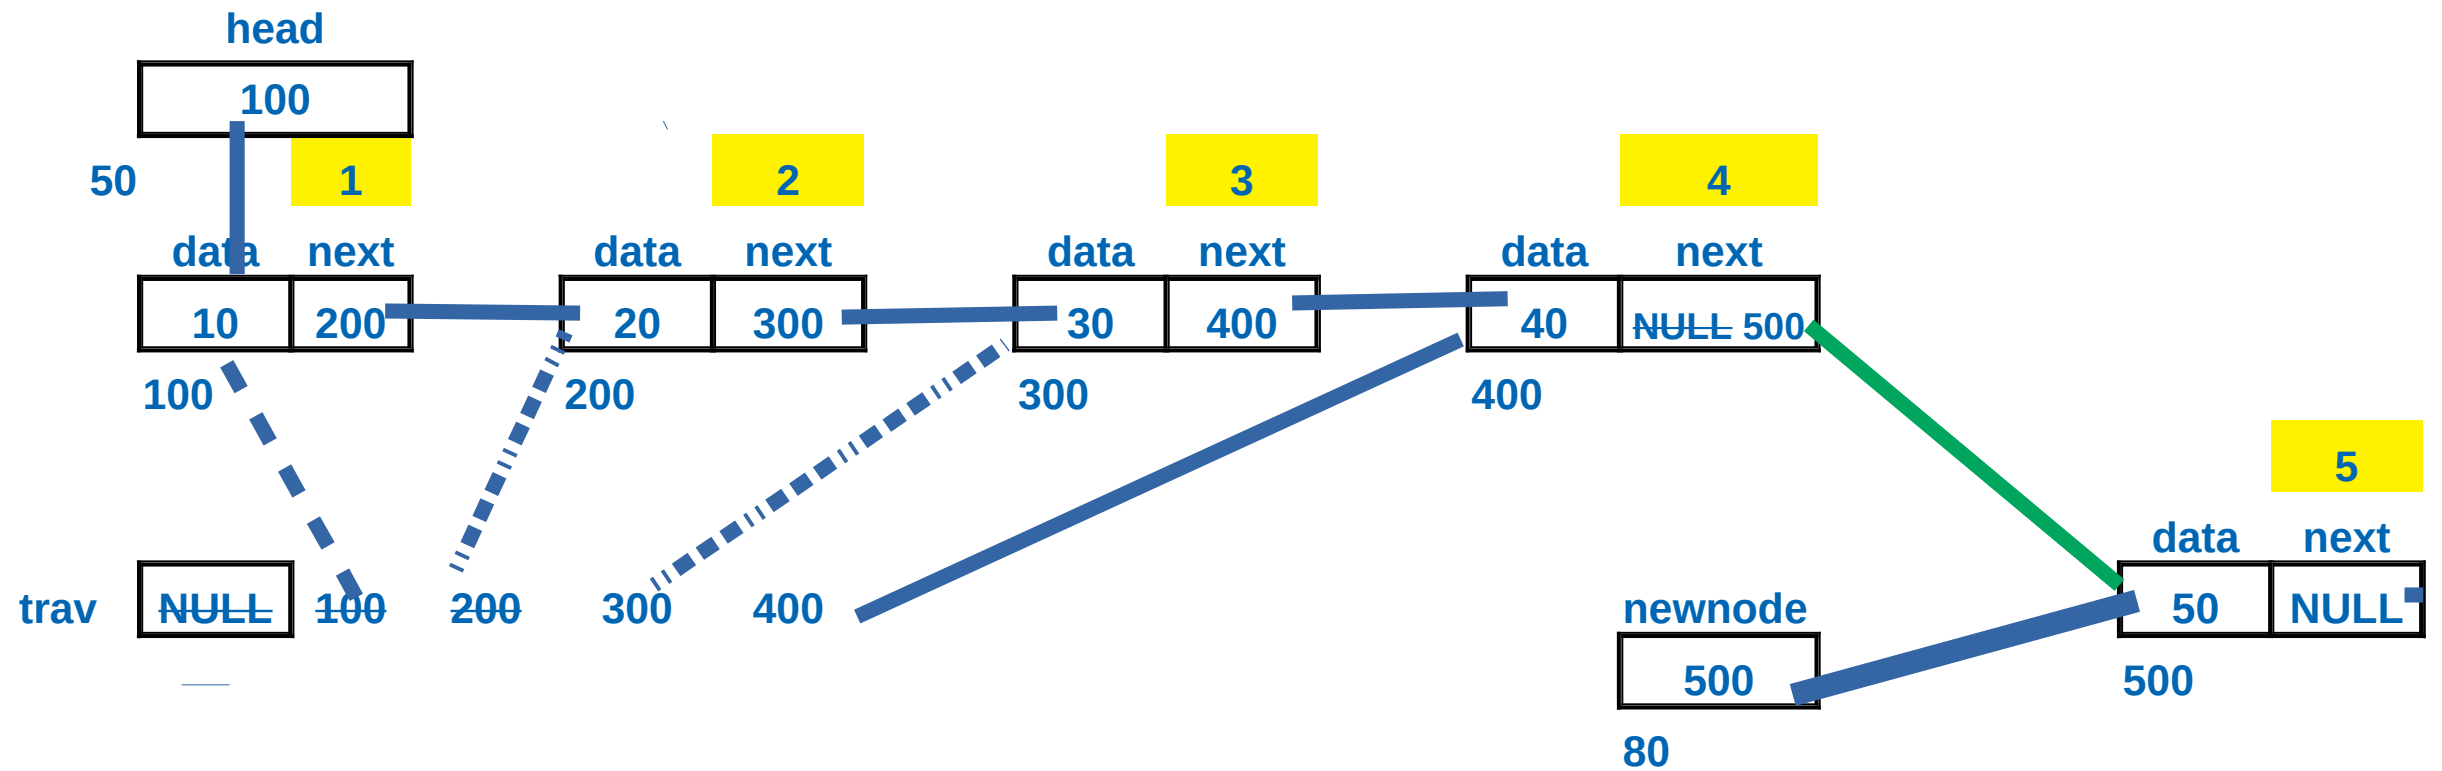 head
100
50 1 2 3 4
data next data next data next data next
10 200 20 300 30 400 40 NULL 500
100 200 300 400
5
data next
trav NULL 100 200 300 400 newnode 50 NULL
500 500
80